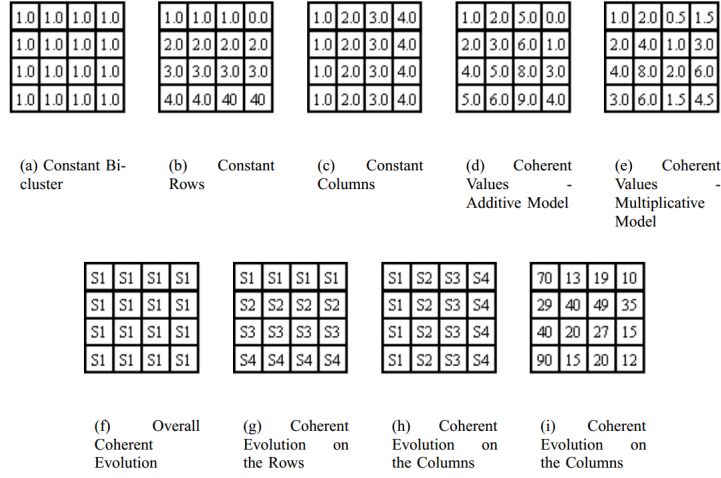 1.0 1.0 1.0 1.0
1.0 1.0 1.0 1.0
1.0 1.0 1.0 1.0
1.0 1.0 1.0 1.0
(a) Constant Bi-
cluster
1.0 1.0 1.0 0.0
2.0 2.0 2.0 2.0
3.0 3.0 3.0 3.0
4.0 4.0 40 40
(b) Constant
Rows
1.0 2.0 3.0 4.0
1.0 2.0 3.0 4.0
1.0 2.0 3.0 4.0
1.0 2.0 3.0 4.0
(c) Constant
Columns
1.0 2.0 5.0 0.0
2.0 3.0 6.0 1.0
4.0 5.0 8.0 3.0
5.0 6.0 9.0 4.0
(d) Coherent
Values -
Additive Model
1.0 2.0 0.5 1.5
2.0 4.0 1.0 3.0
4.0 8.0 2.0 6.0
3.0 6.0 1.5 4.5
(e) Coherent
Values -
Multiplicative
Model
S1 S1 S1 S1
S1 S1 S1 S1
S1 S1 S1 S1
S1 S1 S1 S1
(f) Overall
Coherent
Evolution
S1 S1 S1 S1
S2 S2 S2 S2
S3 S3 S3 S3
S4 S4 S4 S4
(g) Coherent
Evolution on
the Rows
S1 S2 S3 S4
S1 S2 S3 S4
S1 S2 S3 S4
S1 S2 S3 S4
(h) Coherent
Evolution on
the Columns
70 13 19 10
29 40 49 35
40 20 27 15
90 15 20 12
(i) Coherent
Evolution on
the Columns